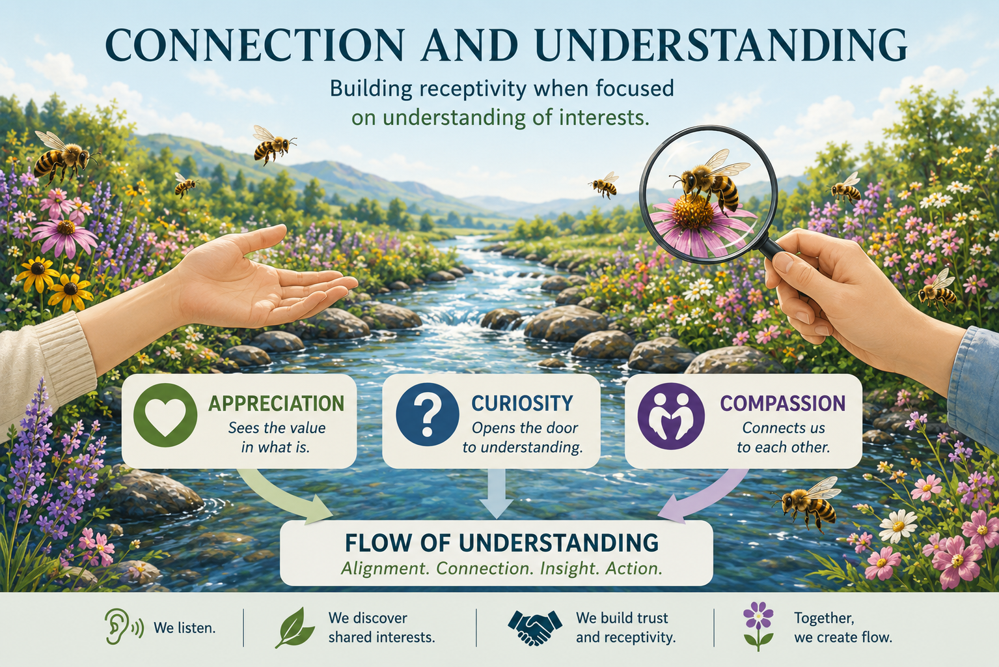 CONNECTION AND UNDERSTANDING
Building receptivity when focused
on understanding of interests.
APPRECIATION
Sees the value
in what is.
?
CURIOSITY
Opens the door
to understanding.
COMPASSION
Connects us
to each other.
FLOW OF UNDERSTANDING
Alignment. Connection. Insight. Action.
We listen.
We discover
shared interests.
We build trust
and receptivity.
Together,
we create flow.